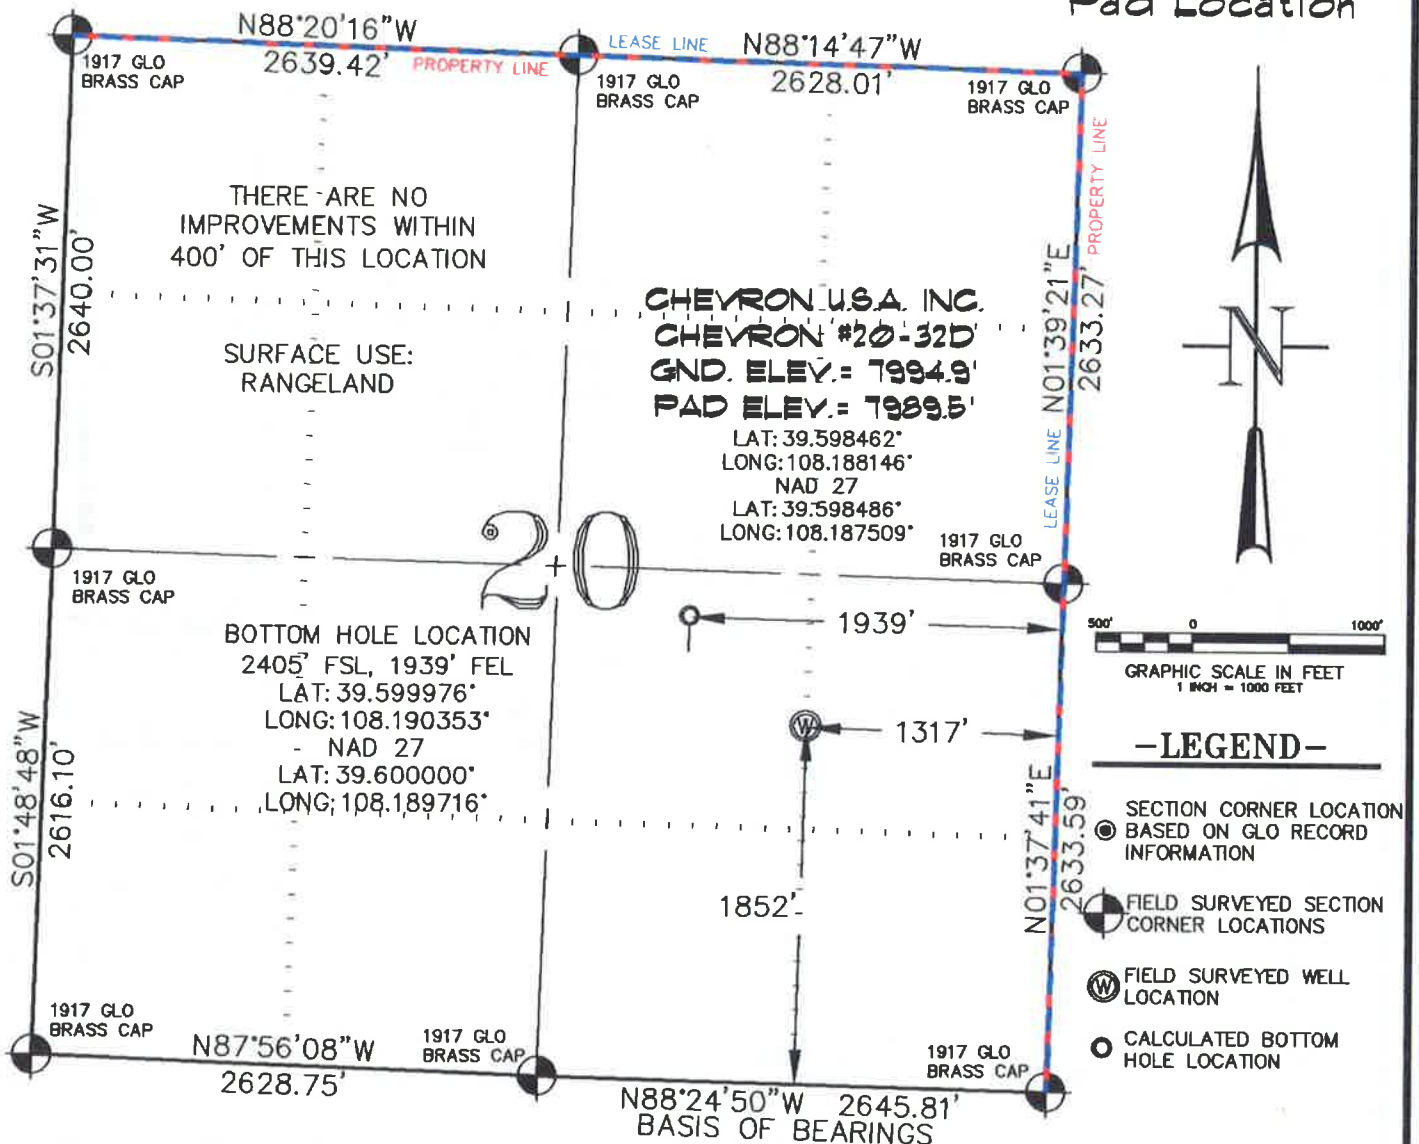 Pad Location
N88°20'16"W
2639.42'
PROPERTY LINE
LEASE LINE
N88°14'47"W
2628.01'
1917 GLO
BRASS CAP
1917 GLO
BRASS CAP
1917 GLO
BRASS CAP
PROPERTY LINE
THERE ARE NO
IMPROVEMENTS WITHIN
400' OF THIS LOCATION
S01°37'31"W
2640.00'
SURFACE USE:
RANGELAND
CHEVRON U.S.A. INC.
CHEVRON #20-32D
GND. ELEV.= 7994.9'
PAD ELEV.= 7989.5'
LAT: 39.598462°
LONG: 108.188146°
NAD 27
LAT: 39.598486°
LONG: 108.187509°
N01°39'21"E
2633.27'
LEASE LINE
N
20
1917 GLO
BRASS CAP
1917 GLO
BRASS CAP
1939'
BOTTOM HOLE LOCATION
2405' FSL, 1939' FEL
LAT: 39.599976°
LONG: 108.190353°
NAD 27
LAT: 39.600000°
LONG: 108.189716°
W
1317'
500' 0 1000'
GRAPHIC SCALE IN FEET
1 INCH = 1000 FEET
-LEGEND-
SECTION CORNER LOCATION
BASED ON GLO RECORD
INFORMATION
FIELD SURVEYED SECTION
CORNER LOCATIONS
W
FIELD SURVEYED WELL
LOCATION
CALCULATED BOTTOM
HOLE LOCATION
S01°48'48"W
2616.10'
1852'
N01°37'41"E
2633.59'
1917 GLO
BRASS CAP
N87°56'08"W
2628.75'
1917 GLO
BRASS CAP
1917 GLO
BRASS CAP
N88°24'50"W 2645.81'
BASIS OF BEARINGS